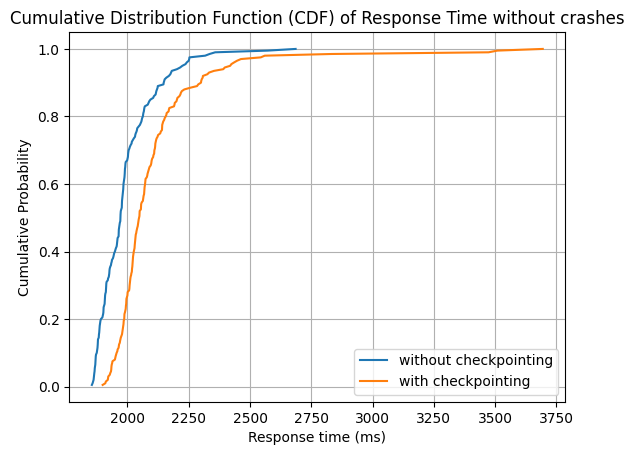 Cumulative Distribution Function (CDF) of Response Time without crashes
1.0
0.8
0.6
0.4
0.2
0.0
Cumulative Probability
without checkpointing
with checkpointing
2000 2250 2500 2750 3000 3250 3500 3750
Response time (ms)